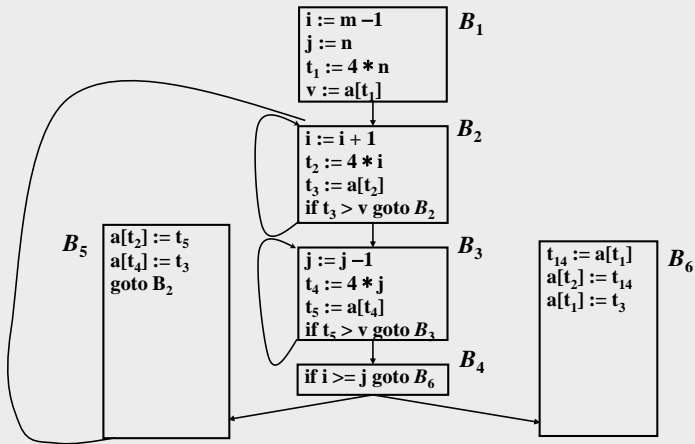 i := m −1
j := n
t₁ := 4 * n
v := a[t₁]
B₁
i := i + 1
t₂ := 4 * i
t₃ := a[t₂]
if t₃ > v goto B₂
B₂
B₅
a[t₂] := t₅
a[t₄] := t₃
goto B₂
j := j −1
t₄ := 4 * j
t₅ := a[t₄]
if t₅ > v goto B₃
B₃
t₁₄ := a[t₁]
a[t₂] := t₁₄
a[t₁] := t₃
B₆
if i >= j goto B₆
B₄